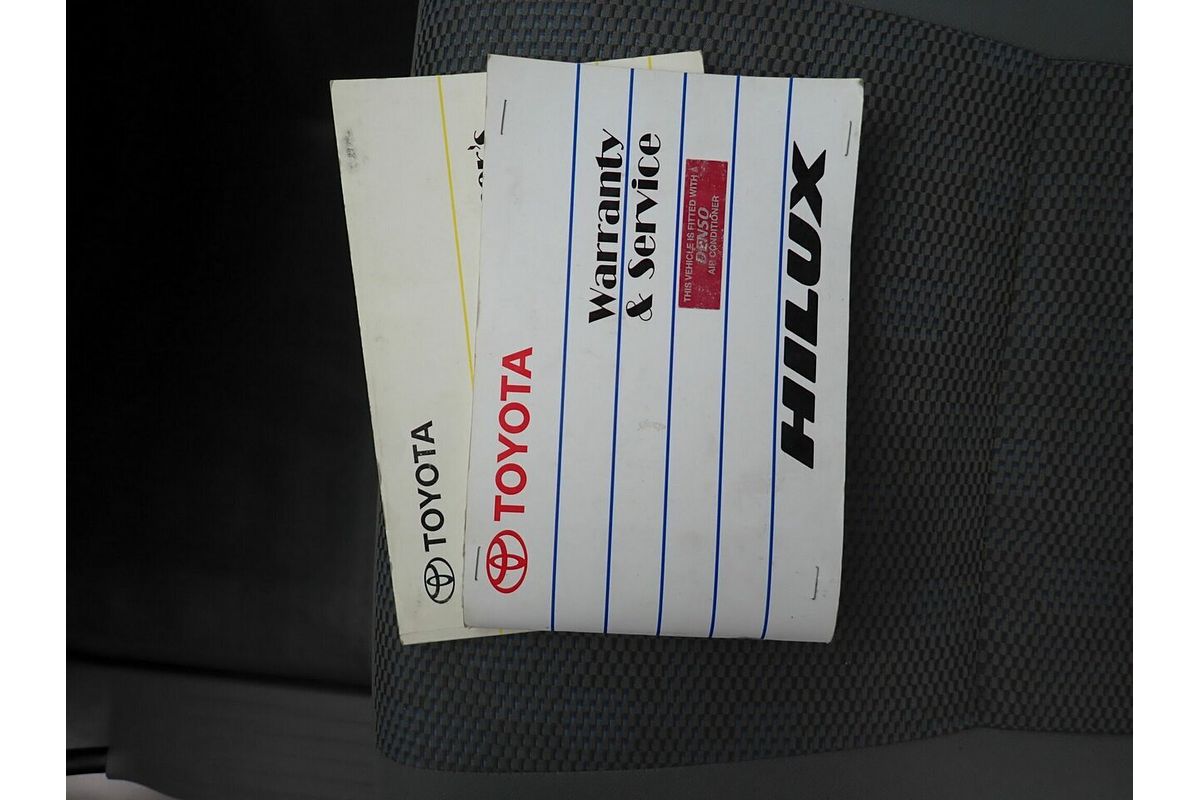 TOYOTA
Warranty
& Service
THIS VEHICLE IS FITTED WITH A
DENSO
AIR CONDITIONER
HILUX
TOYOTA